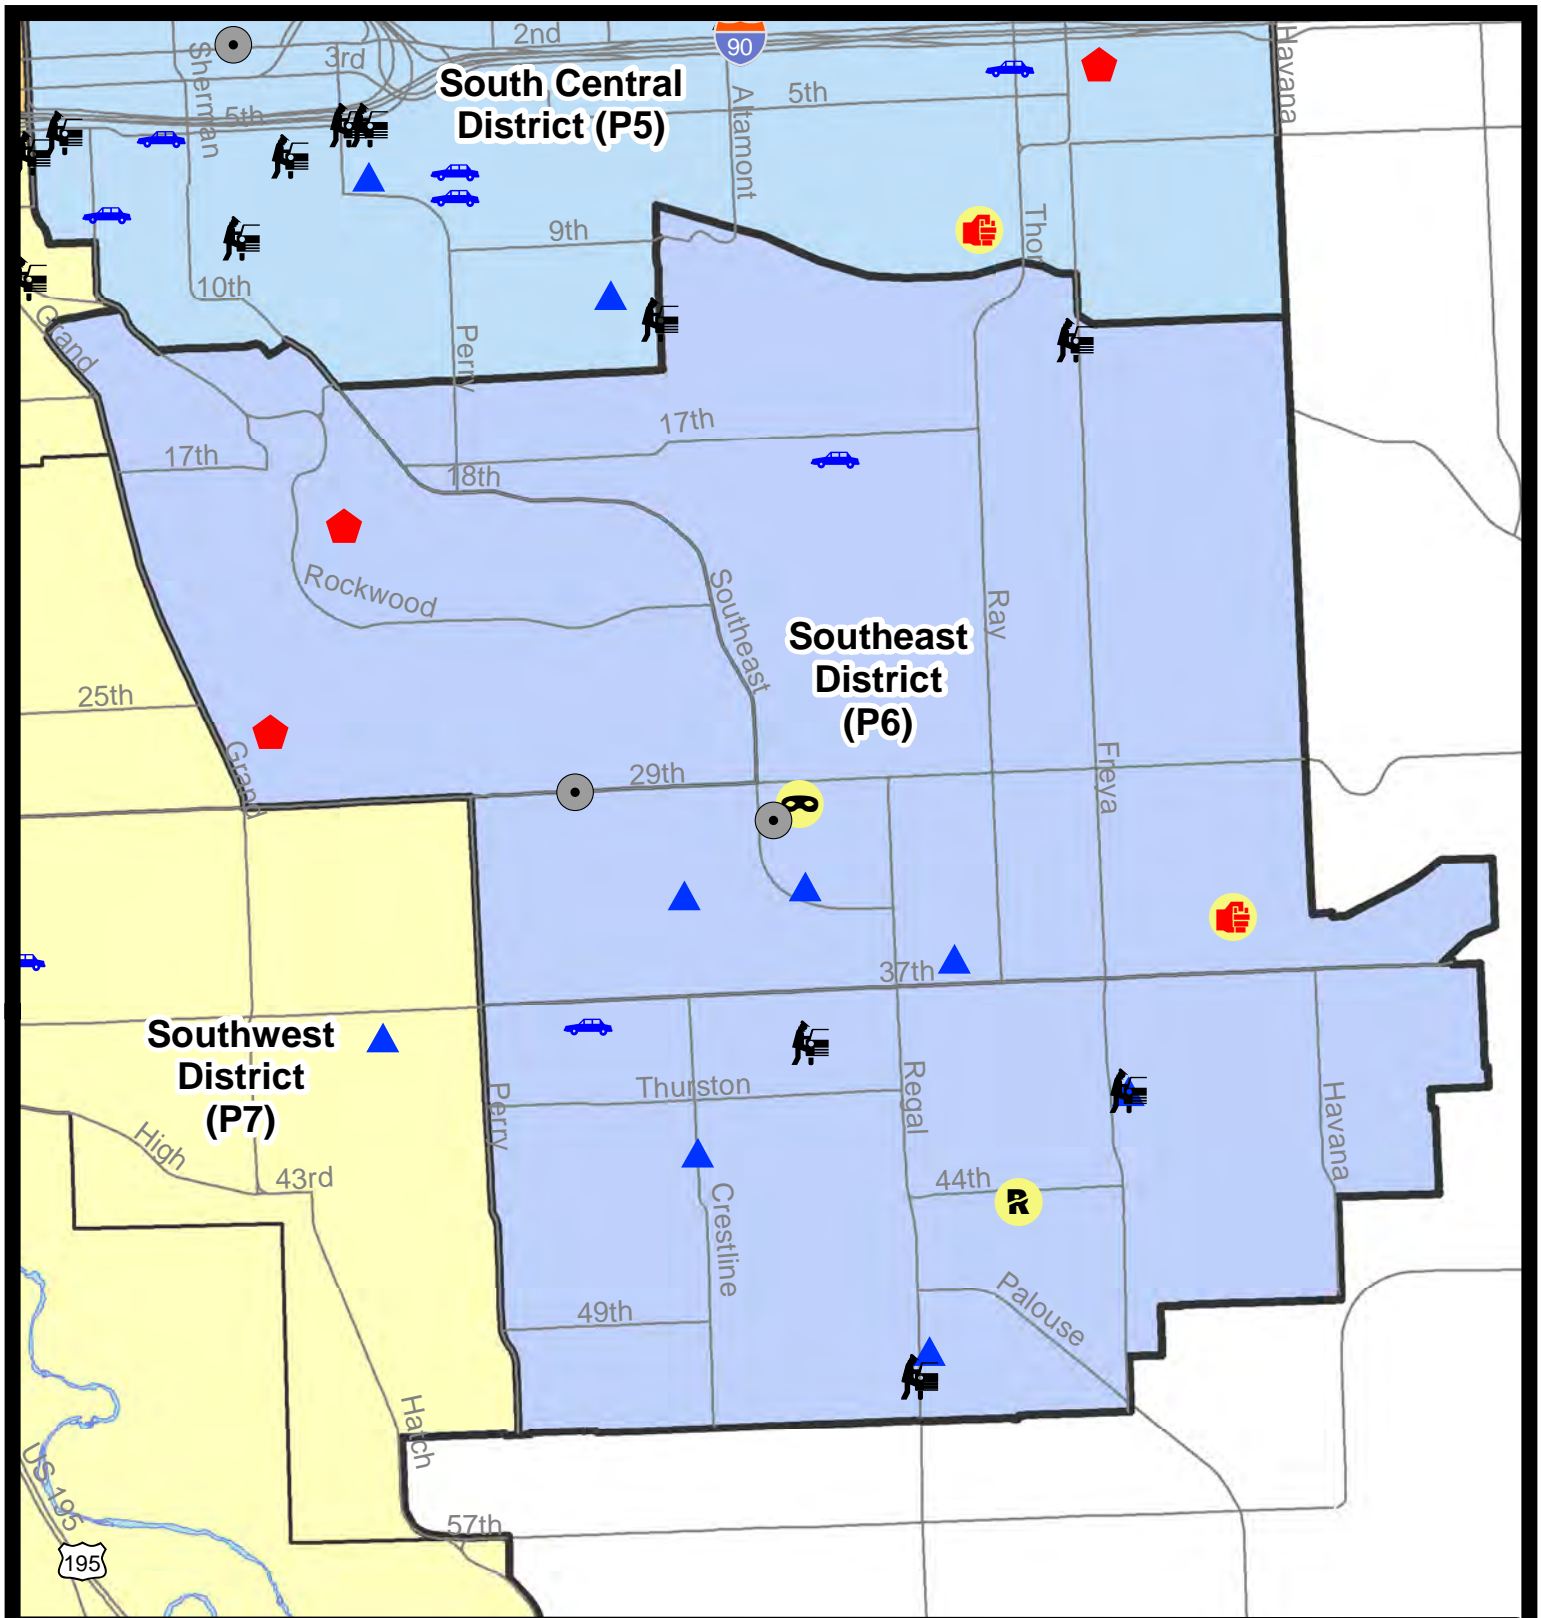 2nd
3rd
90
Sherman
Havana
South Central
District (P5)
5th
5th
Altamont
9th
Thor
10th
Grand
Perry
17th
17th
18th
Rockwood
Southeast
Ray
Southeast
District
(P6)
25th
Grand
29th
Freya
37th
Southwest
District
(P7)
Perry
Thurston
Regal
Havana
High
43rd
44th
R
Crestline
Palouse
49th
Hatch
US 195
57th
195